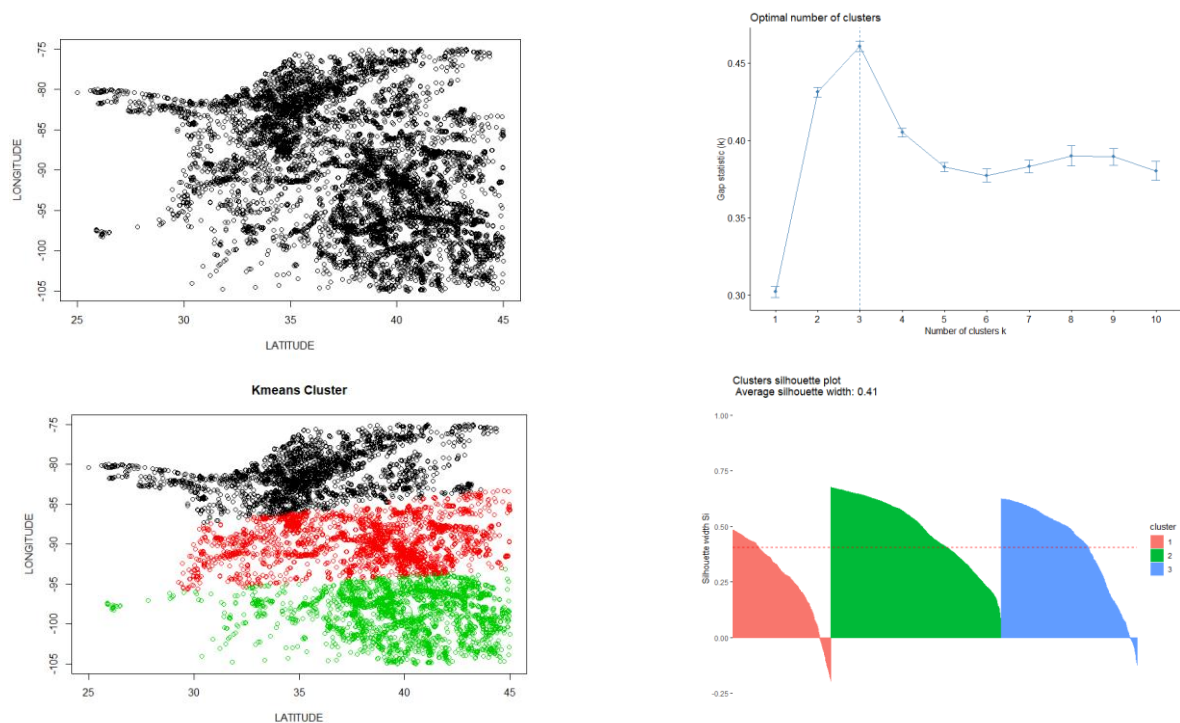 -75
-80
-85
-90
-95
-100
-105
LONGITUDE
25 30 35 40 45
LATITUDE
Optimal number of clusters
0.45
0.40
0.35
0.30
Gap statistic (k)
1 2 3 4 5 6 7 8 9 10
Number of clusters k
Kmeans Cluster
-75
-80
-85
-90
-95
-100
-105
LONGITUDE
25 30 35 40 45
LATITUDE
Clusters silhouette plot
Average silhouette width: 0.41
1.00
0.75
0.50
0.25
0.00
-0.25
Silhouette width Si
cluster
1
2
3